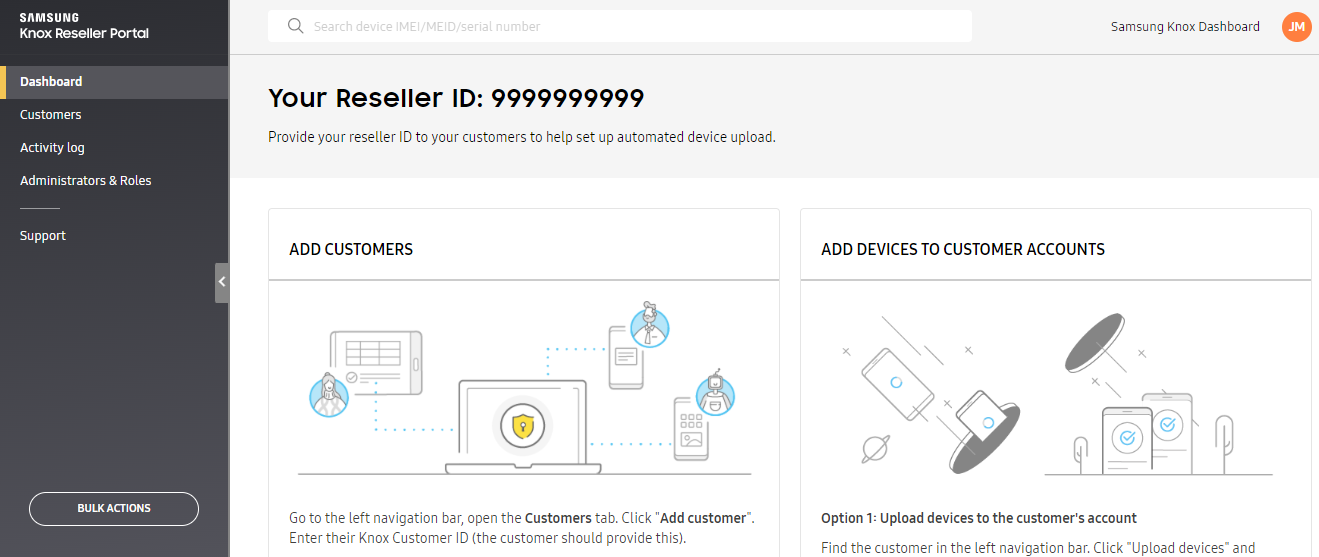 SAMSUNG
Knox Reseller Portal
Dashboard
Customers
Activity log
Administrators & Roles
Support
BULK ACTIONS
Search device IMEI/MEID/serial number
Samsung Knox Dashboard
JM
Your Reseller ID: 9999999999
Provide your reseller ID to your customers to help set up automated device upload.
ADD CUSTOMERS
Go to the left navigation bar, open the Customers tab. Click "Add customer".
Enter their Knox Customer ID (the customer should provide this).
ADD DEVICES TO CUSTOMER ACCOUNTS
Option 1: Upload devices to the customer's account
Find the customer in the left navigation bar. Click "Upload devices" and